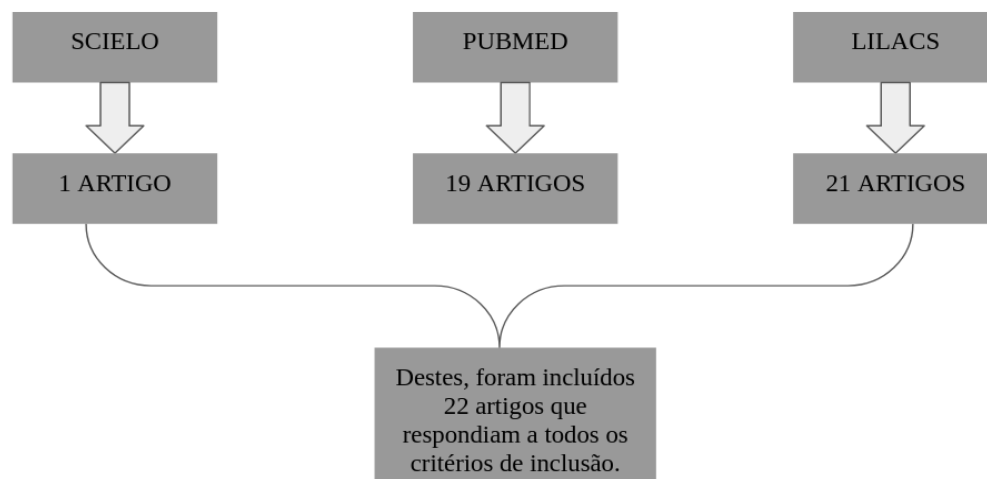 SCIELO
PUBMED
LILACS
1 ARTIGO
19 ARTIGOS
21 ARTIGOS
Destes, foram incluídos
22 artigos que
respondiam a todos os
critérios de inclusão.